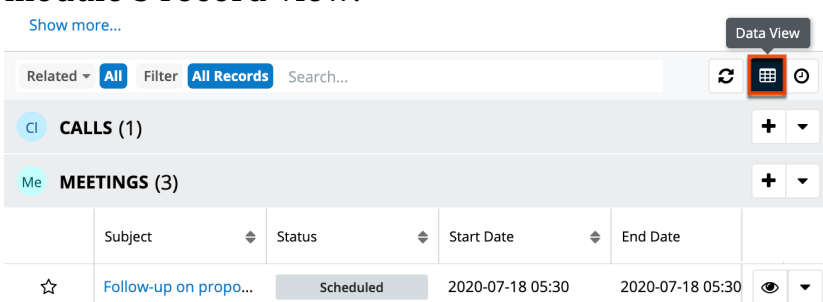 module's record view.
Show more...
Data View
Related All Filter All Records Search...
Cl CALLS (1)
Me MEETINGS (3)
Subject Status Start Date End Date
Follow-up on propo... Scheduled 2020-07-18 05:30 2020-07-18 05:30